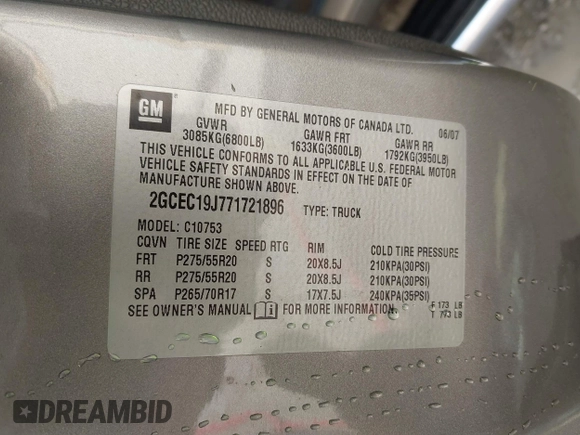 GM
MFD BY GENERAL MOTORS OF CANADA LTD. 06/07
GVWR GAWR FRT GAWR RR
3085KG(6800LB) 1633KG(3600LB) 1792KG(3950LB)
THIS VEHICLE CONFORMS TO ALL APPLICABLE U.S. FEDERAL MOTOR
VEHICLE SAFETY STANDARDS IN EFFECT ON THE DATE OF
MANUFACTURE SHOWN ABOVE.
2GCEC19J771721896 TYPE: TRUCK
MODEL: C10753
CQVN TIRE SIZE SPEED RTG RIM COLD TIRE PRESSURE
FRT P275/55R20 S 20X8.5J 210KPA(30PSI)
RR P275/55R20 S 20X8.5J 210KPA(30PSI)
SPA P265/70R17 S 17X7.5J 240KPA(35PSI)
SEE OWNER'S MANUAL i FOR MORE INFORMATION.
F 173 LB
T 793 LB
DREAMBID